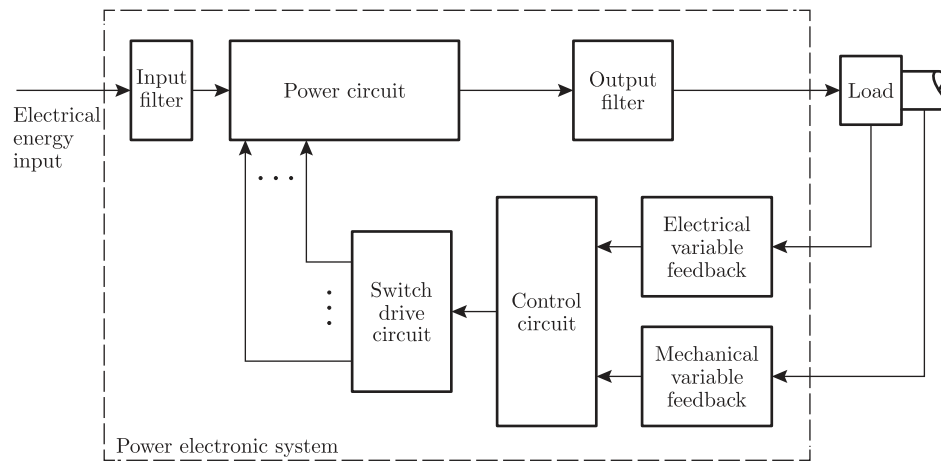 Input
filter
Power circuit
Output
filter
Load
Electrical
energy
input
Electrical
variable
feedback
Switch
drive
circuit
Control
circuit
Mechanical
variable
feedback
Power electronic system